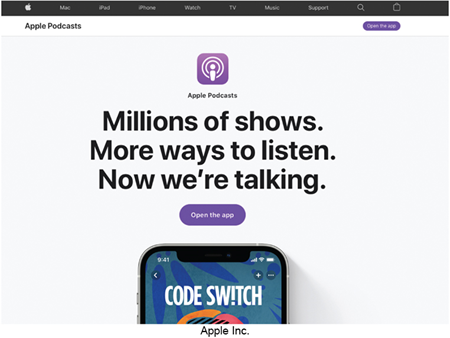 Mac iPad iPhone Watch TV Music Support
Apple Podcasts Open the app
Apple Podcasts
Millions of shows.
More ways to listen.
Now we're talking.
Open the app
9:41
CODE SW!TCH
Apple Inc.